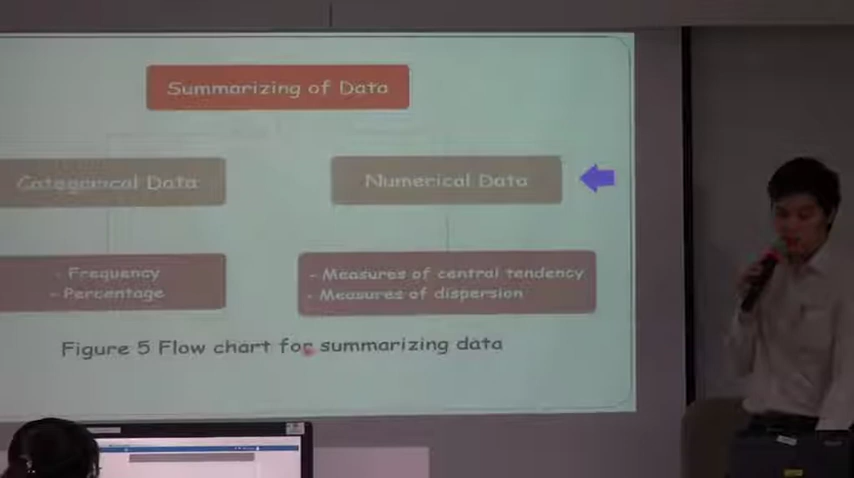 Summarizing of Data
Categorical Data
Numerical Data
- Frequency
- Percentage
- Measures of central tendency
- Measures of dispersion
Figure 5 Flow chart for summarizing data